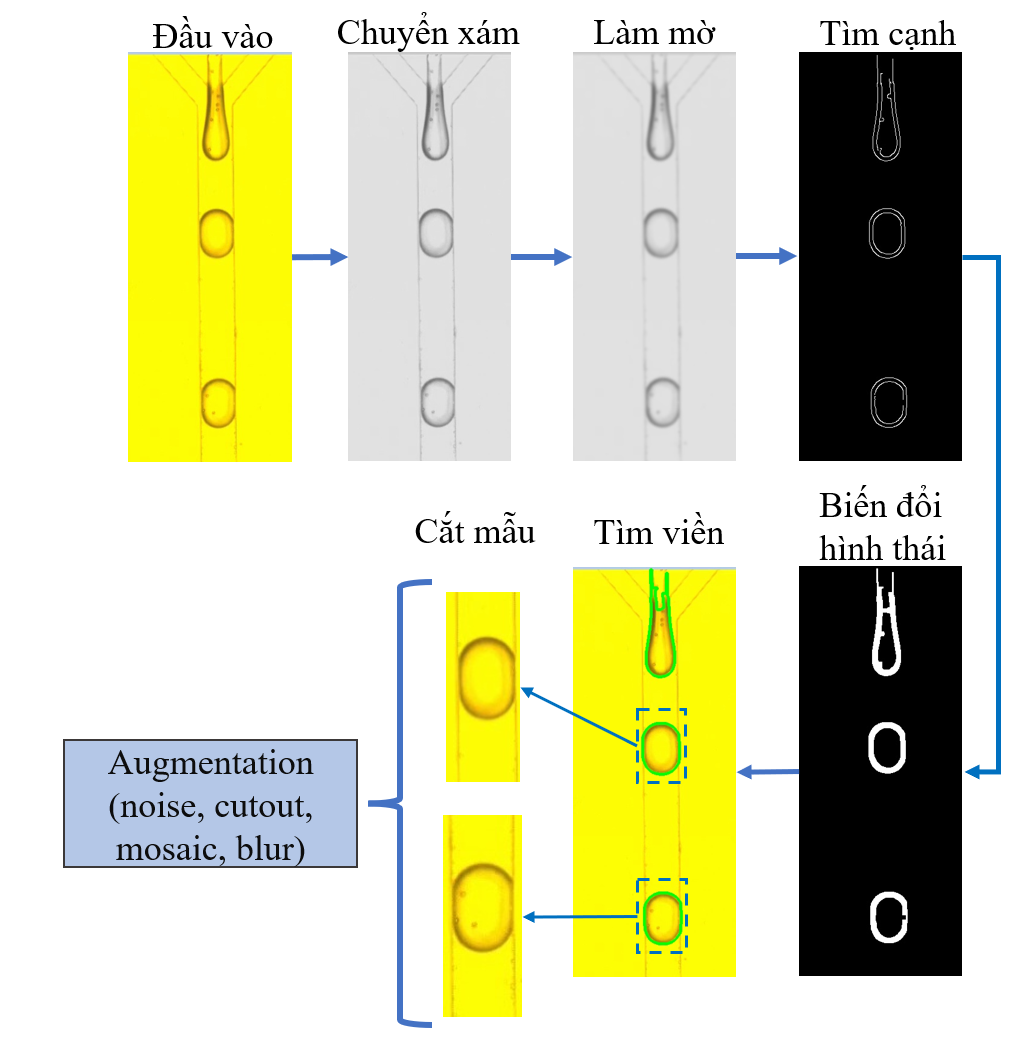 Đầu vào
Chuyển xám
Làm mờ
Tìm cạnh
Cắt mẫu
Tìm viền
Biến đổi
hình thái
Augmentation
(noise, cutout,
mosaic, blur)